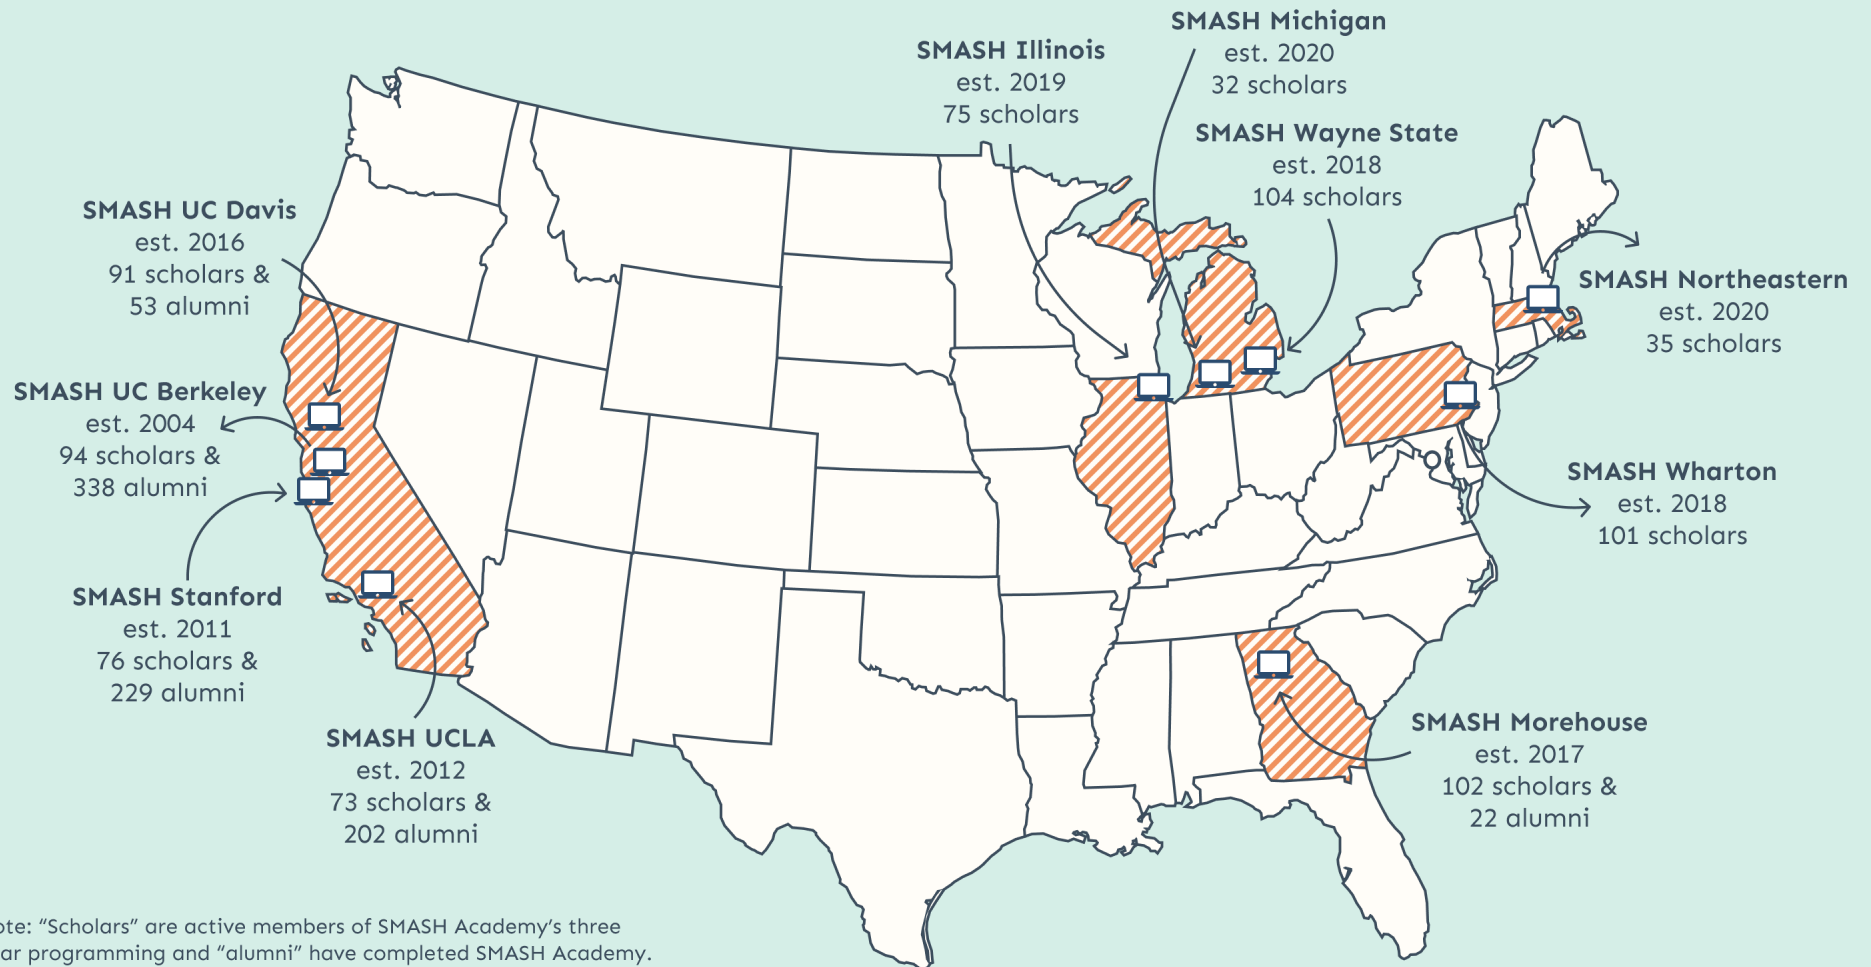 SMASH Michigan
est. 2020
32 scholars
SMASH Illinois
est. 2019
75 scholars
SMASH Wayne State
est. 2018
104 scholars
SMASH UC Davis
est. 2016
91 scholars &
53 alumni
SMASH Northeastern
est. 2020
35 scholars
SMASH UC Berkeley
est. 2004
94 scholars &
338 alumni
SMASH Wharton
est. 2018
101 scholars
SMASH Stanford
est. 2011
76 scholars &
229 alumni
SMASH UCLA
est. 2012
73 scholars &
202 alumni
SMASH Morehouse
est. 2017
102 scholars &
22 alumni
ote: “Scholars” are active members of SMASH Academy’s three
ar programming and “alumni” have completed SMASH Academy.